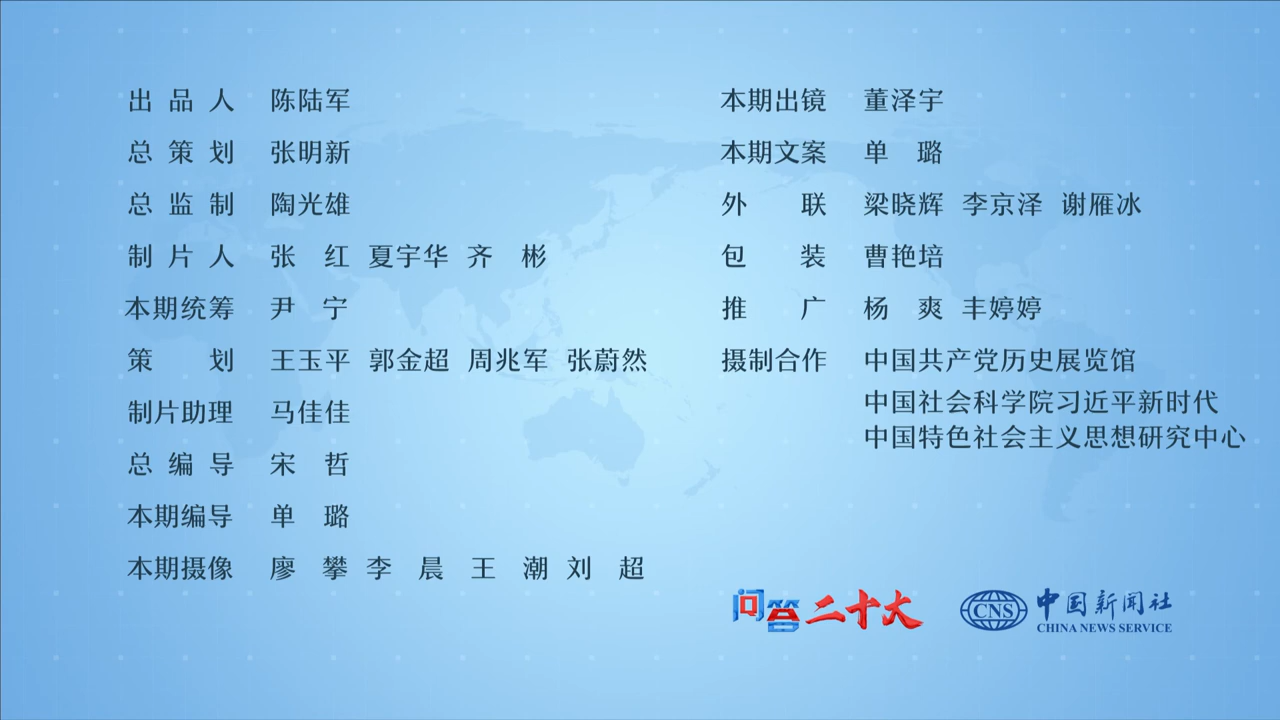 出品人 陈陆军
总策划 张明新
总监制 陶光雄
制片人 张红 夏宇华 齐彬
本期统筹 尹宁
策划 王玉平 郭金超 周兆军 张蔚然
制片助理 马佳佳
总编导 宋哲
本期编导 单璐
本期摄像 廖攀 李晨 王潮 刘超
本期出镜 董泽宇
本期文案 单璐
外联 梁晓辉 李京泽 谢雁冰
包装 曹艳培
推广 杨爽 丰婷婷
摄制合作 中国共产党历史展览馆
中国社会科学院习近平新时代
中国特色社会主义思想研究中心
问答二十大
CNS 中国新闻社
CHINA NEWS SERVICE